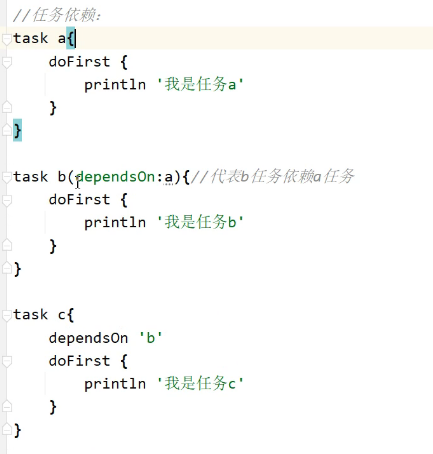 //任务依赖：
task a{
    doFirst {
        println '我是任务a'
    }
}
task b(dependsOn:a){//代表b任务依赖a任务
    doFirst {
        println '我是任务b'
    }
}
task c{
    dependsOn 'b'
    doFirst {
        println '我是任务c'
    }
}